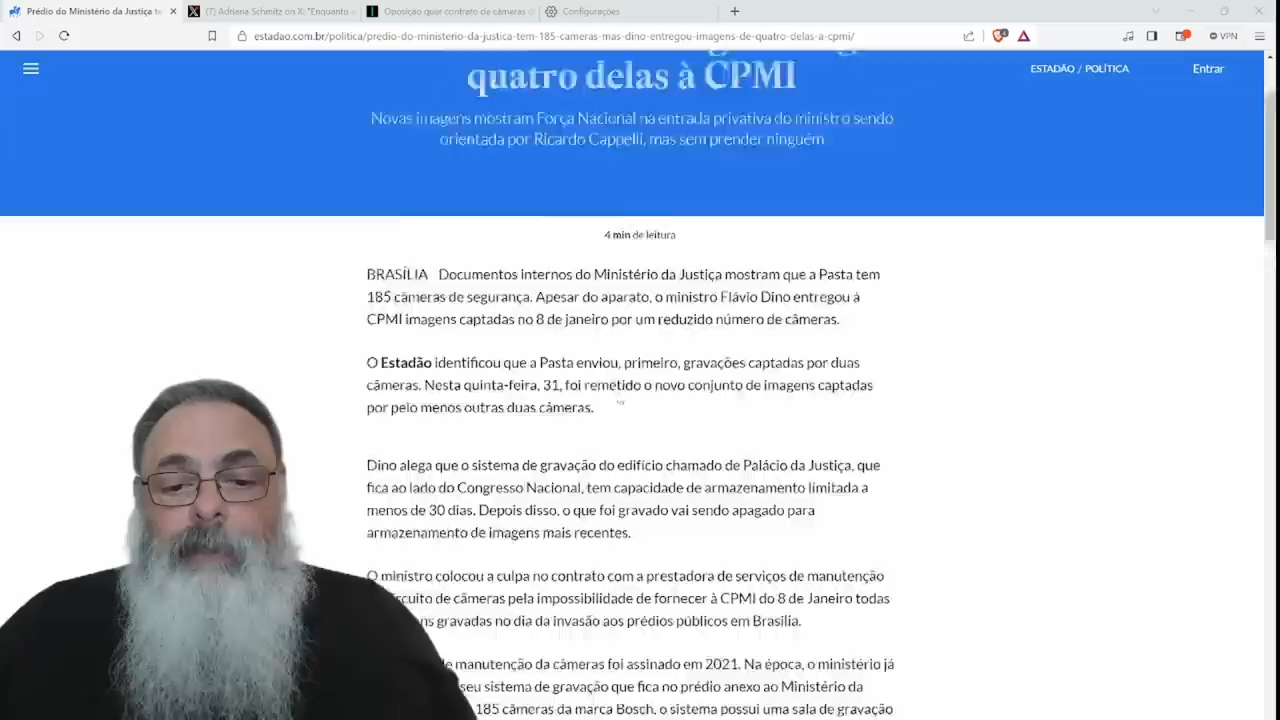 Prédio do Ministério da Justiça te
(7) Adriana Schmitz on X: "Enquanto
Oposição quer contrato de câmeras d
Configurações
estadao.com.br/politica/predio-do-ministerio-da-justica-tem-185-cameras-mas-dino-entregou-imagens-de-quatro-delas-a-cpmi/
VPN
quatro delas à CPMI
ESTADÃO / POLÍTICA
Entrar
Novas imagens mostram Força Nacional na entrada privativa do ministro sendo
orientada por Ricardo Cappelli, mas sem prender ninguém
4 min de leitura
BRASÍLIA Documentos internos do Ministério da Justiça mostram que a Pasta tem
185 câmeras de segurança. Apesar do aparato, o ministro Flávio Dino entregou à
CPMI imagens captadas no 8 de janeiro por um reduzido número de câmeras.
O Estadão identificou que a Pasta enviou, primeiro, gravações captadas por duas
câmeras. Nesta quinta-feira, 31, foi remetido o novo conjunto de imagens captadas
por pelo menos outras duas câmeras.
Dino alega que o sistema de gravação do edifício chamado de Palácio da Justiça, que
fica ao lado do Congresso Nacional, tem capacidade de armazenamento limitada a
menos de 30 dias. Depois disso, o que foi gravado vai sendo apagado para
armazenamento de imagens mais recentes.
O ministro colocou a culpa no contrato com a prestadora de serviços de manutenção
rcuito de câmeras pela impossibilidade de fornecer à CPMI do 8 de Janeiro todas
ns gravadas no dia da invasão aos prédios públicos em Brasília.
e manutenção da câmeras foi assinado em 2021. Na época, o ministério já
seu sistema de gravação que fica no prédio anexo ao Ministério da
185 câmeras da marca Bosch, o sistema possui uma sala de gravação